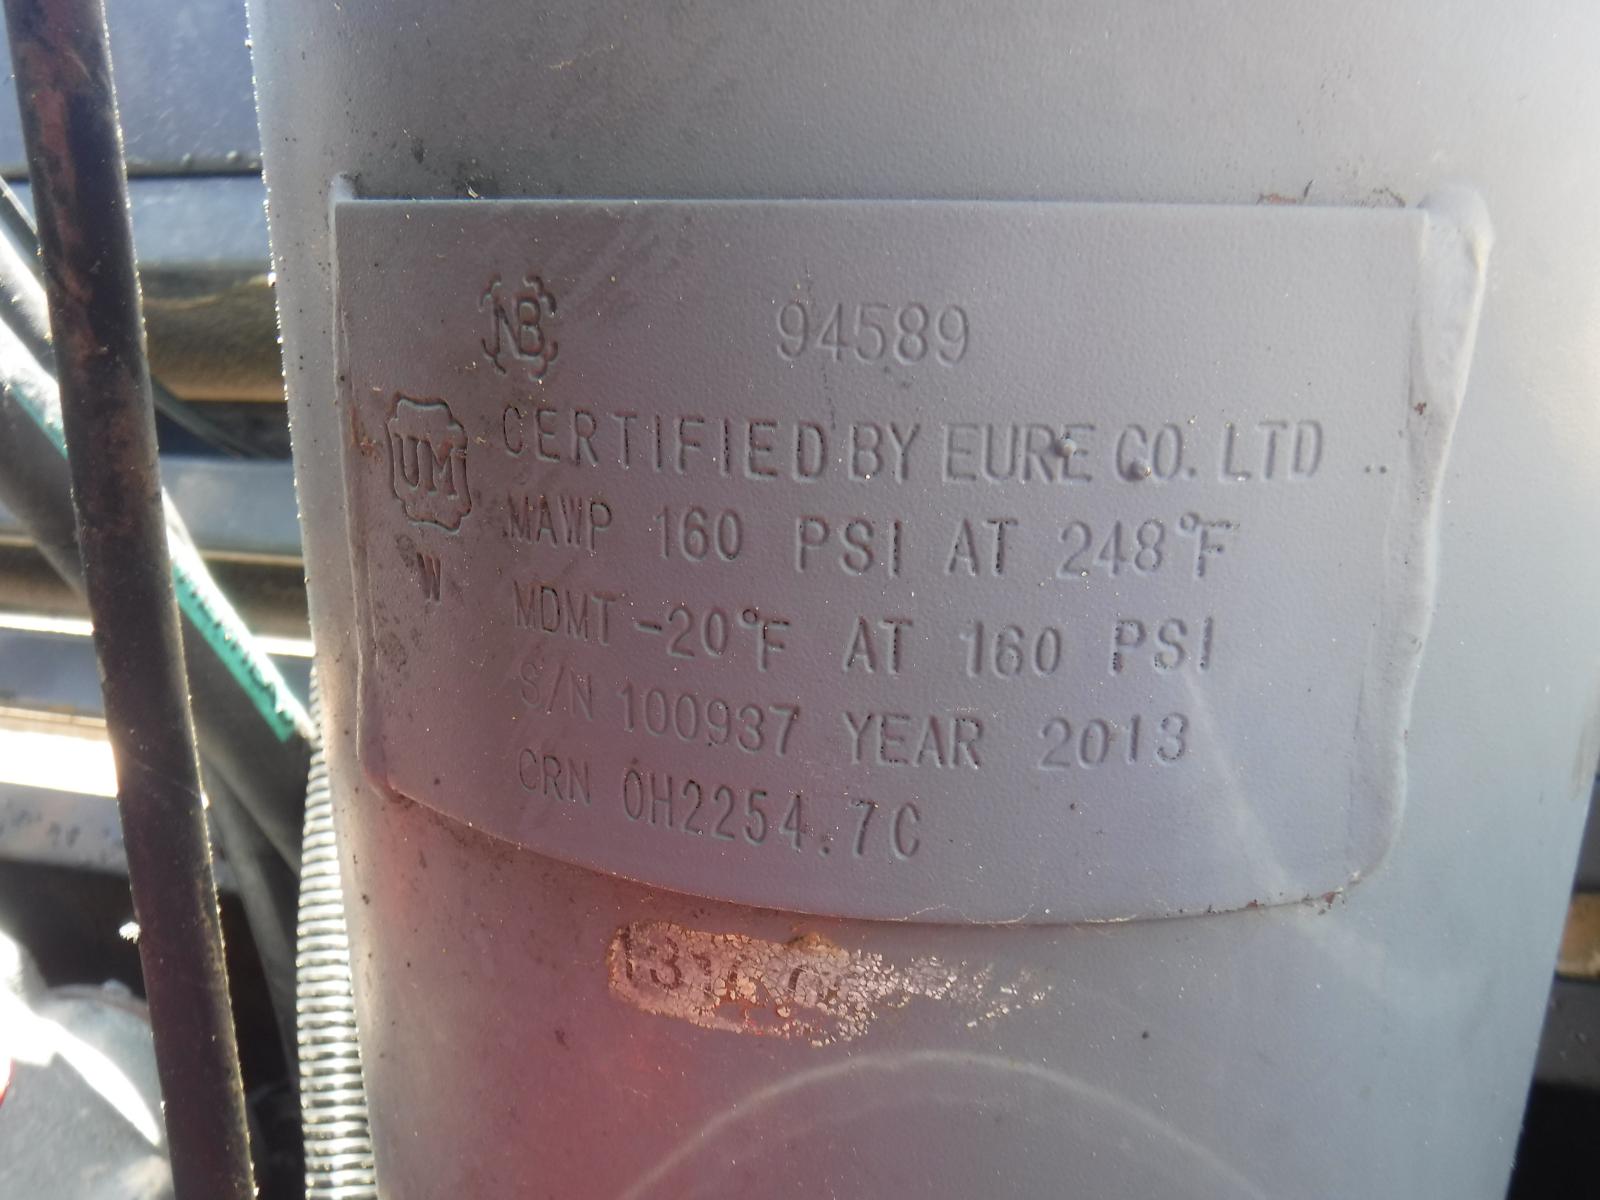 NB 94589
UM CERTIFIED BY EURE CO. LTD ..
MAWP 160 PSI AT 248°F
W
MDMT -20°F AT 160 PSI
S/N 100937 YEAR 2013
CRN 0H2254.7C